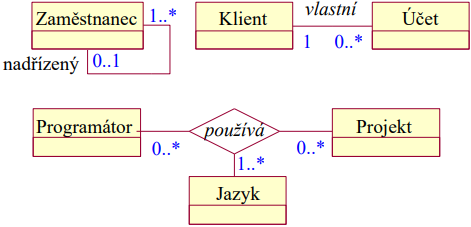 Zaměstnanec 1..*
nadřízený 0..1
Klient vlastní Účet
1 0..*
Programátor používá Projekt
0..* 0..*
1..*
Jazyk